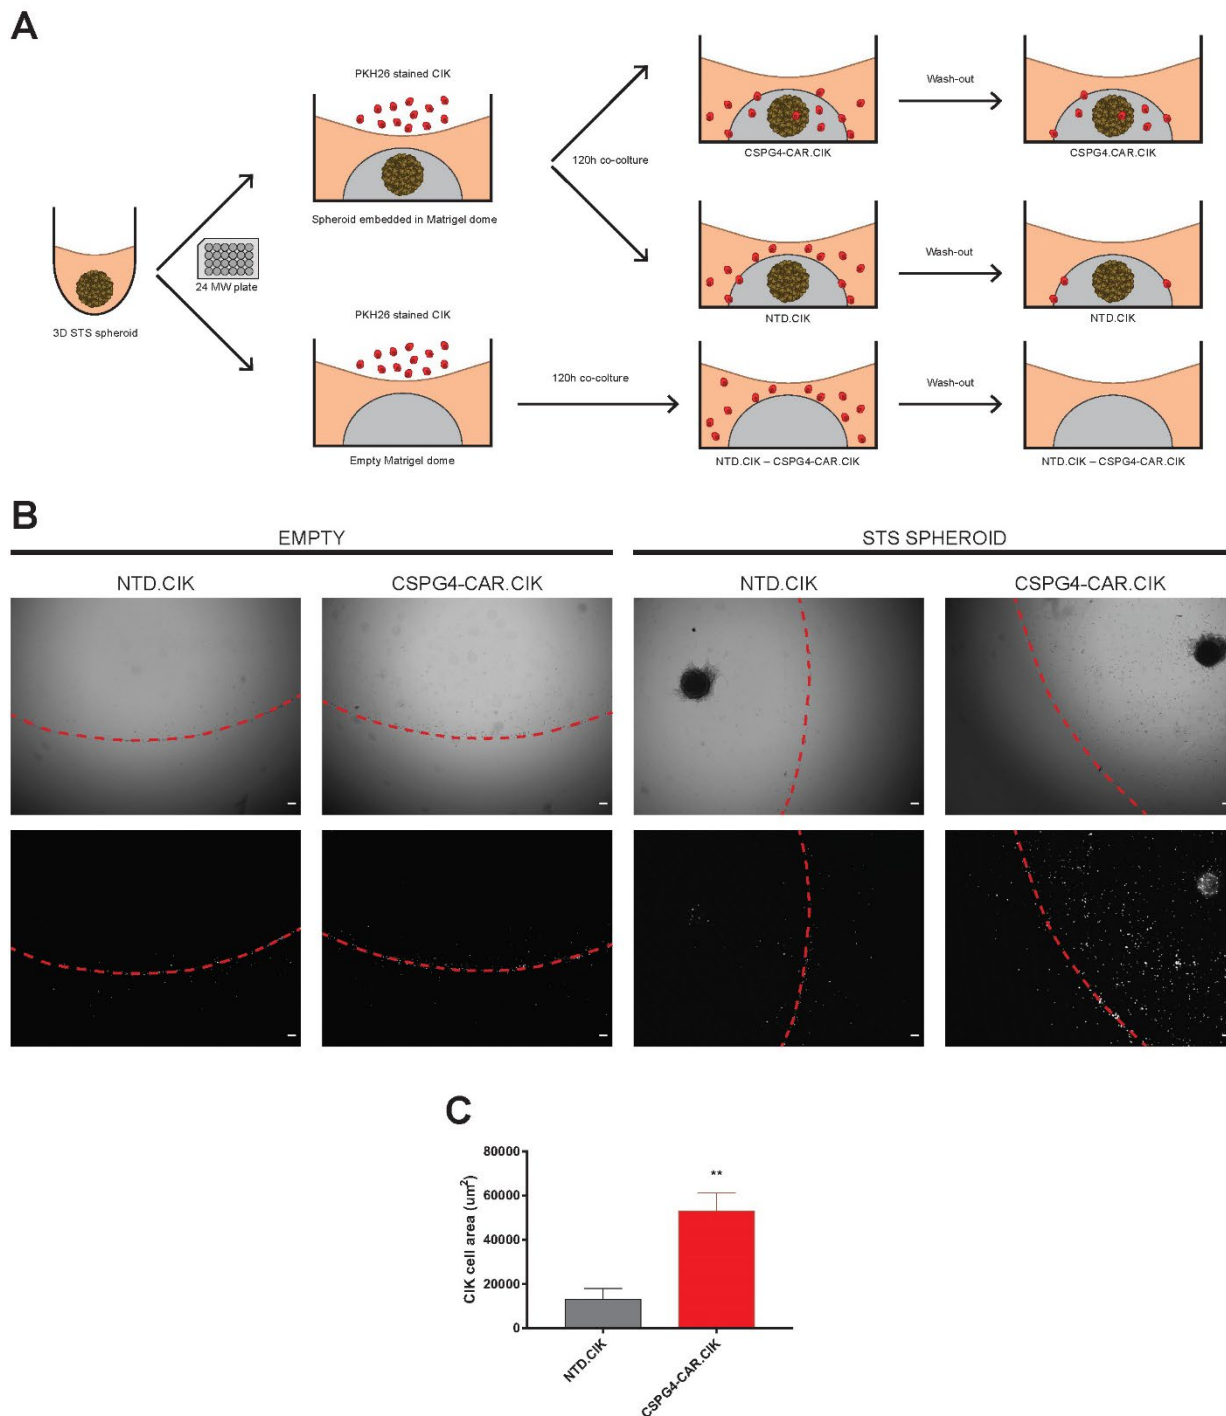 A
PKH26 stained CIK
Spheroid embedded in Matrigel dome
24 MW plate
3D STS spheroid
PKH26 stained CIK
Empty Matrigel dome
120h co-colture
120h co-colture
CSPG4-CAR.CIK
Wash-out
CSPG4.CAR.CIK
NTD.CIK
Wash-out
NTD.CIK
NTD.CIK – CSPG4-CAR.CIK
Wash-out
NTD.CIK – CSPG4-CAR.CIK
B
EMPTY
STS SPHEROID
NTD.CIK
CSPG4-CAR.CIK
NTD.CIK
CSPG4-CAR.CIK
C
CIK cell area (um²)
80000
60000
40000
20000
0
**
NTD.CIK
CSPG4-CAR.CIK